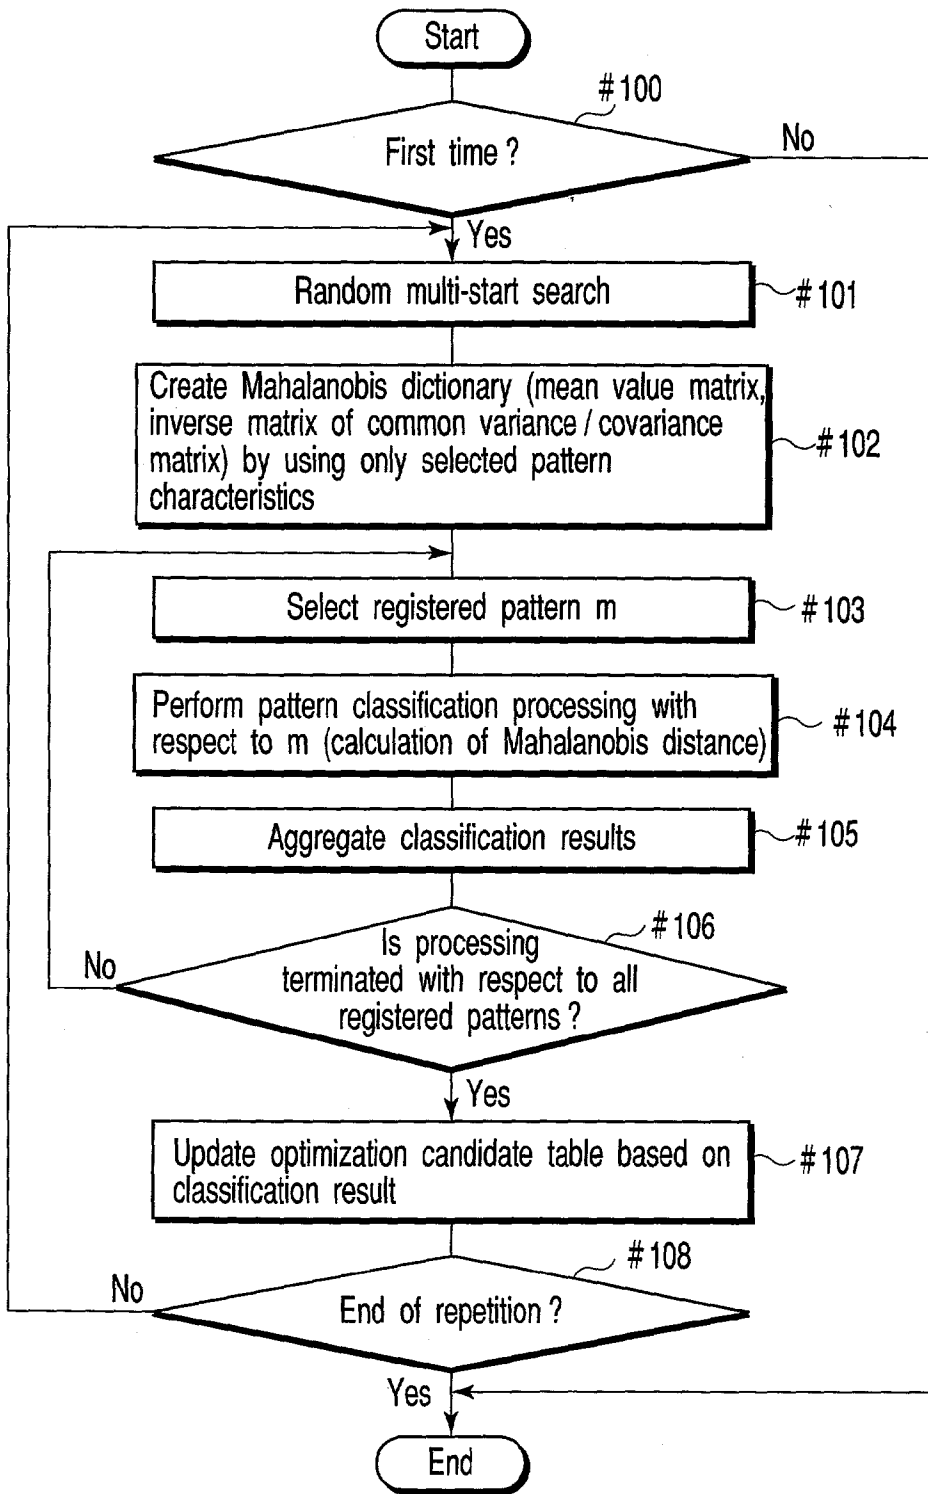 Start
#100
First time ?
No
Yes
Random multi-start search
#101
Create Mahalanobis dictionary (mean value matrix,
inverse matrix of common variance / covariance
matrix) by using only selected pattern
characteristics
#102
Select registered pattern m
#103
Perform pattern classification processing with
respect to m (calculation of Mahalanobis distance)
#104
Aggregate classification results
#105
#106
Is processing
terminated with respect to all
registered patterns ?
No
Yes
Update optimization candidate table based on
classification result
#107
#108
No
End of repetition ?
Yes
End